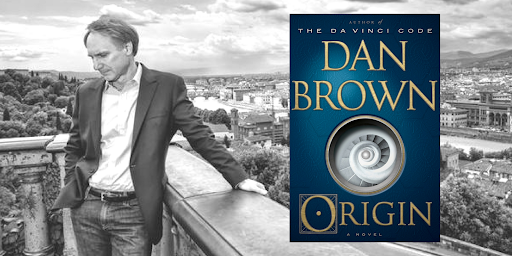 AUTHOR of
THE DA VINCI CODE
DAN
BROWN
ORIGIN
A NOVEL